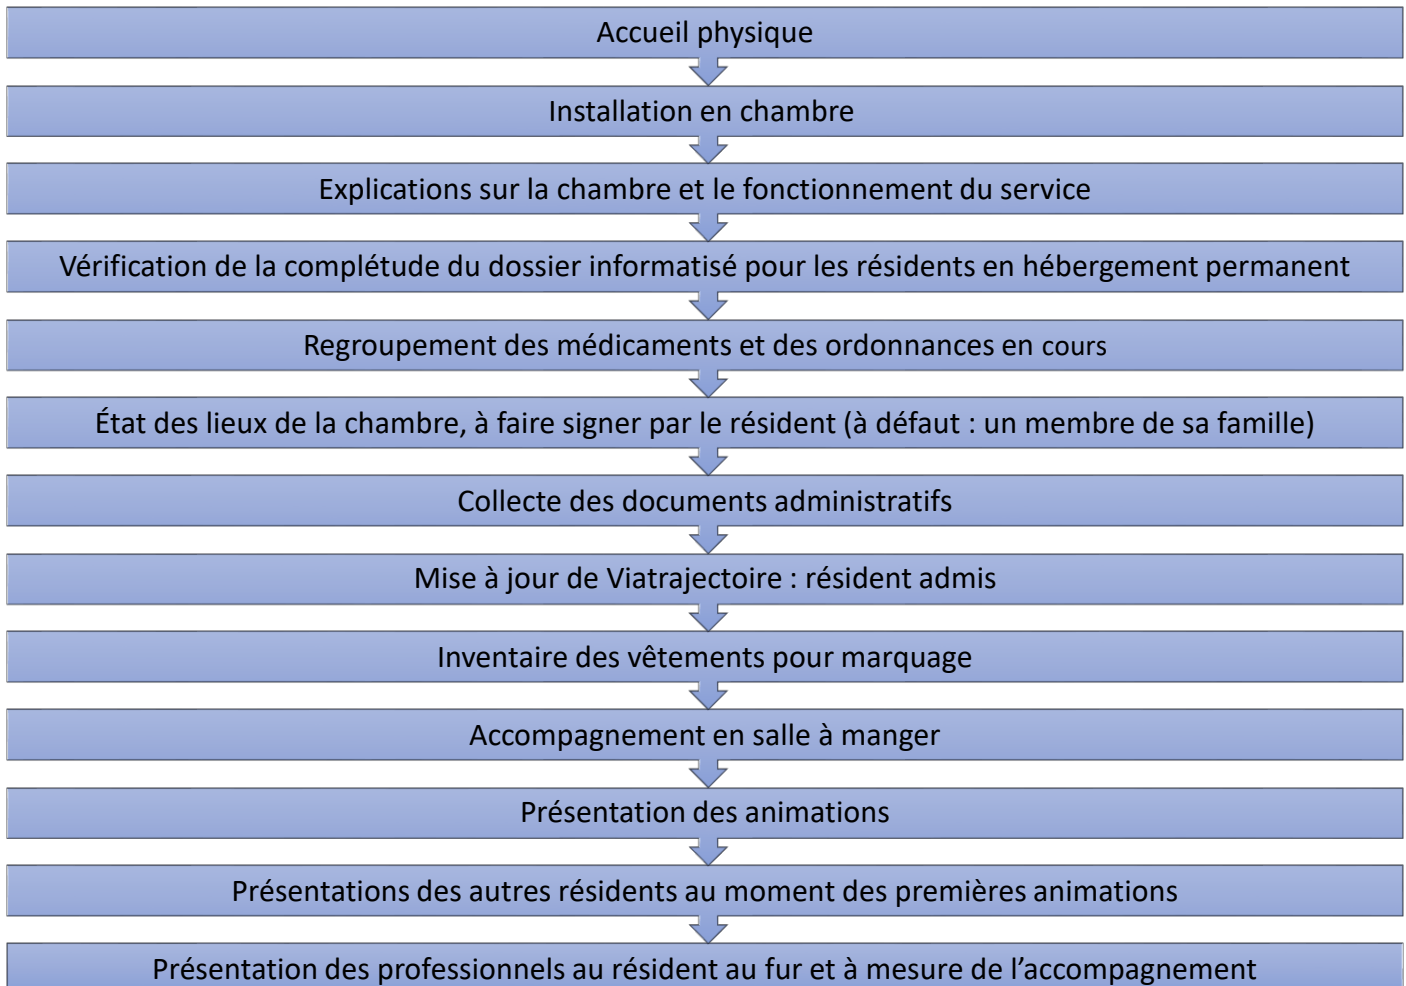 Accueil physique
Installation en chambre
Explications sur la chambre et le fonctionnement du service
Vérification de la complétude du dossier informatisé pour les résidents en hébergement permanent
Regroupement des médicaments et des ordonnances en cours
État des lieux de la chambre, à faire signer par le résident (à défaut : un membre de sa famille)
Collecte des documents administratifs
Mise à jour de Viatrajectoire : résident admis
Inventaire des vêtements pour marquage
Accompagnement en salle à manger
Présentation des animations
Présentations des autres résidents au moment des premières animations
Présentation des professionnels au résident au fur et à mesure de l’accompagnement